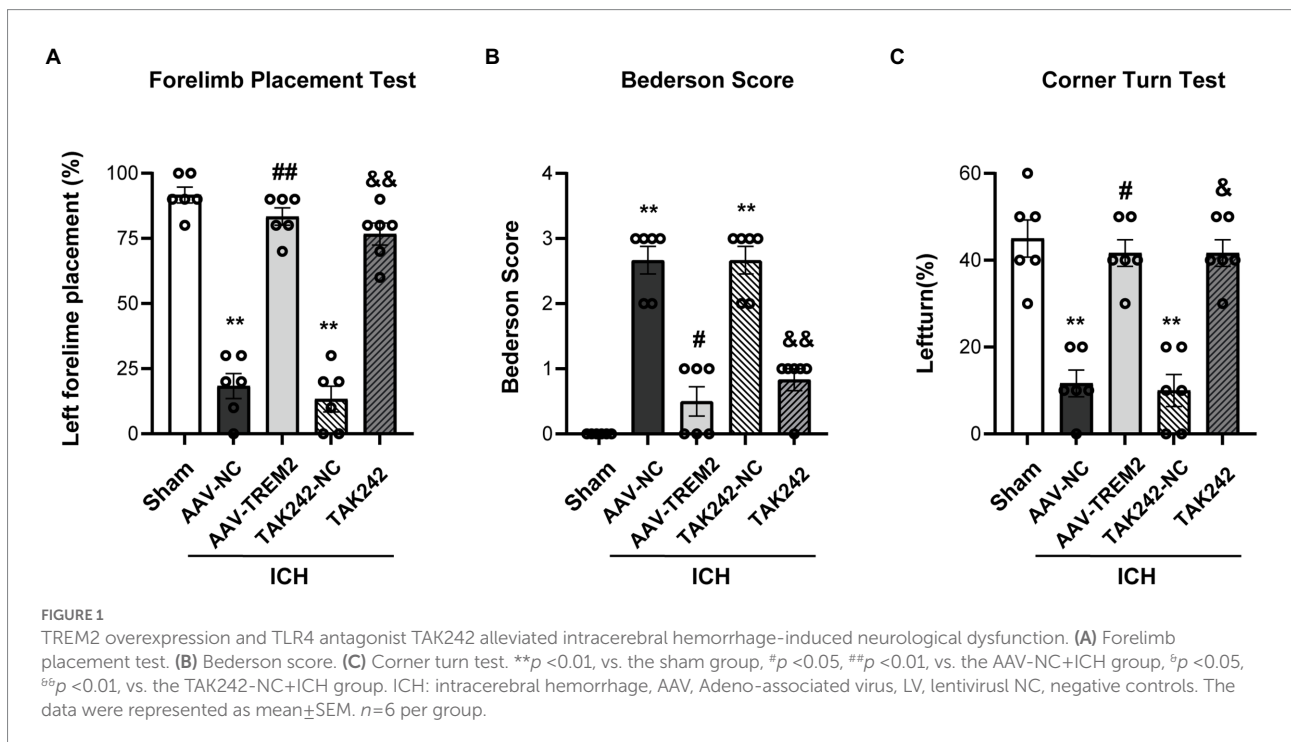 A
Forelimb Placement Test
Left forelime placement (%)
100
75
50
25
0
**
##
**
&&
Sham
AAV-NC
AAV-TREM2
TAK242-NC
TAK242
ICH
B
Bederson Score
Bederson Score
4
3
2
1
0
**
#
**
&&
Sham
AAV-NC
AAV-TREM2
TAK242-NC
TAK242
ICH
C
Corner Turn Test
Leftturn(%)
60
40
20
0
**
#
**
&
Sham
AAV-NC
AAV-TREM2
TAK242-NC
TAK242
ICH
FIGURE 1
TREM2 overexpression and TLR4 antagonist TAK242 alleviated intracerebral hemorrhage-induced neurological dysfunction. (A) Forelimb
placement test. (B) Bederson score. (C) Corner turn test. **p <0.01, vs. the sham group, #p <0.05, ##p <0.01, vs. the AAV-NC+ICH group, &p <0.05,
&&p <0.01, vs. the TAK242-NC+ICH group. ICH: intracerebral hemorrhage, AAV, Adeno-associated virus, LV, lentivirusl NC, negative controls. The
data were represented as mean±SEM. n=6 per group.